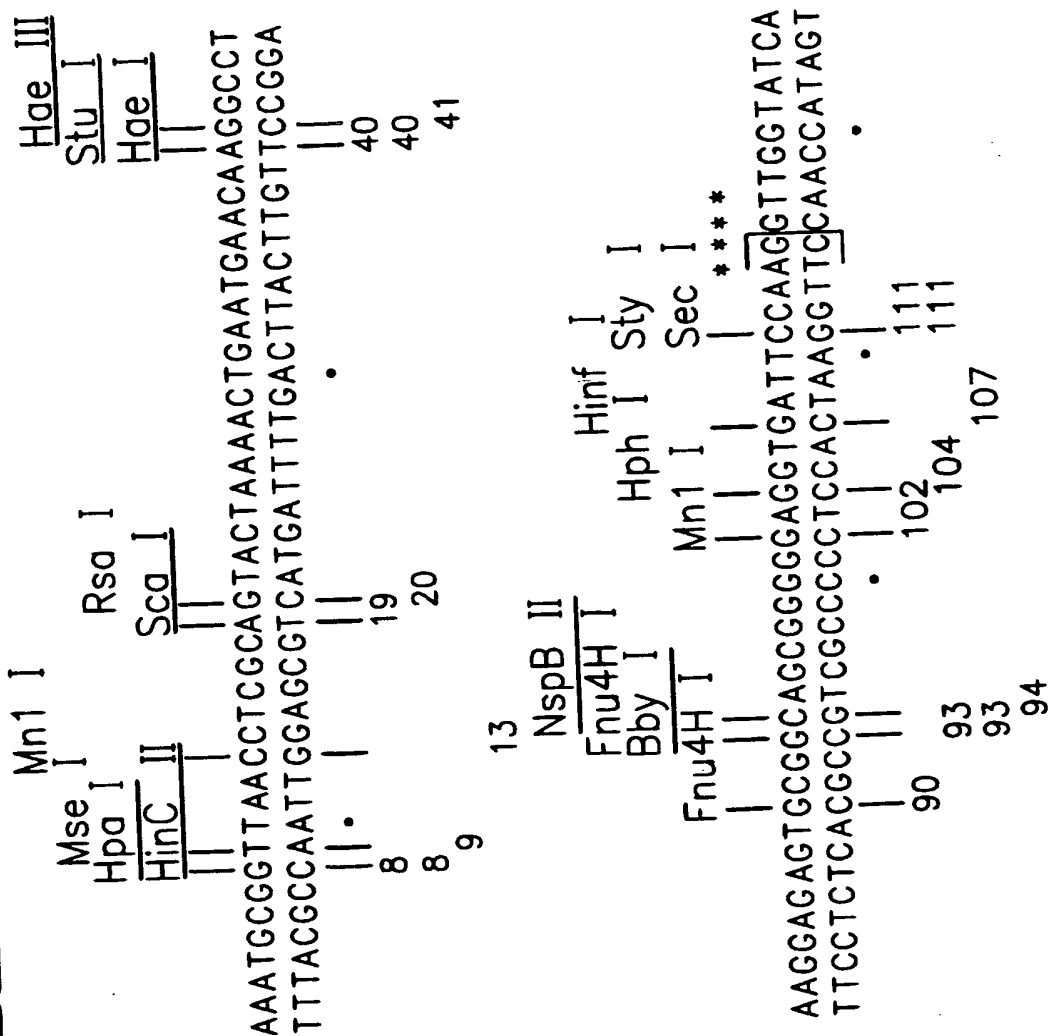 Mn1 I
Hae III
Mse I
Rsa I
Stu I
Hpa I
Sca I
Hae I
HinC III
AAATGCGGTTAACCTCGCAGTACTAAAACTGAATGAACAAGGCCT
TTTACGCCAATTGGAGCGTCATGATTTTGACTTACTTGTTCCGGA
8 19 40
8 20 40
9 41
13
NspB II
Hinf I
Fnu4H I
Hph I Sty I
Bby I
Fnu4H I Mn1 I Sec I
****
AAGGAGAGTGCGGCAGCGGGGAGGTGATTCCAAGGTTGGTATCA
TTCCTCTCACGCCGTCGCCCCTCCACTAAGGTTCCAACCATAGT
90 102 111
93 104 111
93 107
94